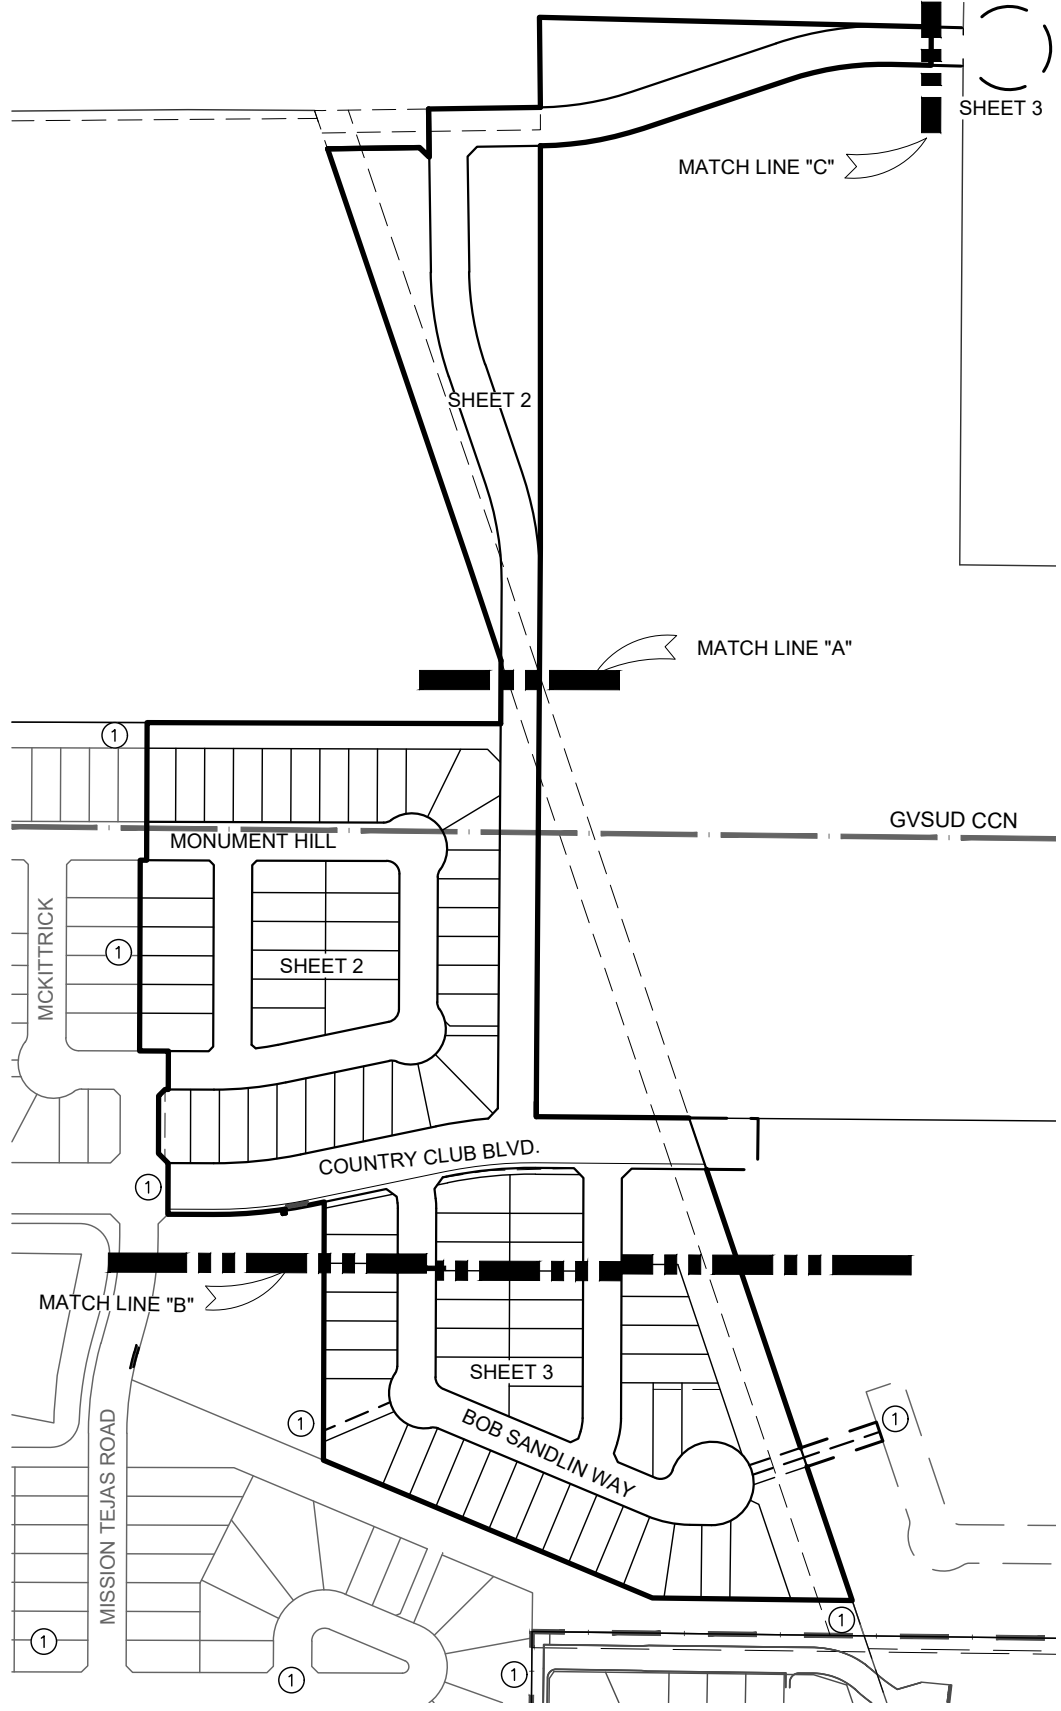 SHEET 3
MATCH LINE "C"
SHEET 2
MATCH LINE "A"
1
GVSUD CCN
MONUMENT HILL
MCKITTRICK
1
SHEET 2
COUNTRY CLUB BLVD.
1
MATCH LINE "B"
SHEET 3
1
BOB SANDLIN WAY
1
MISSION TEJAS ROAD
1
1
1
1